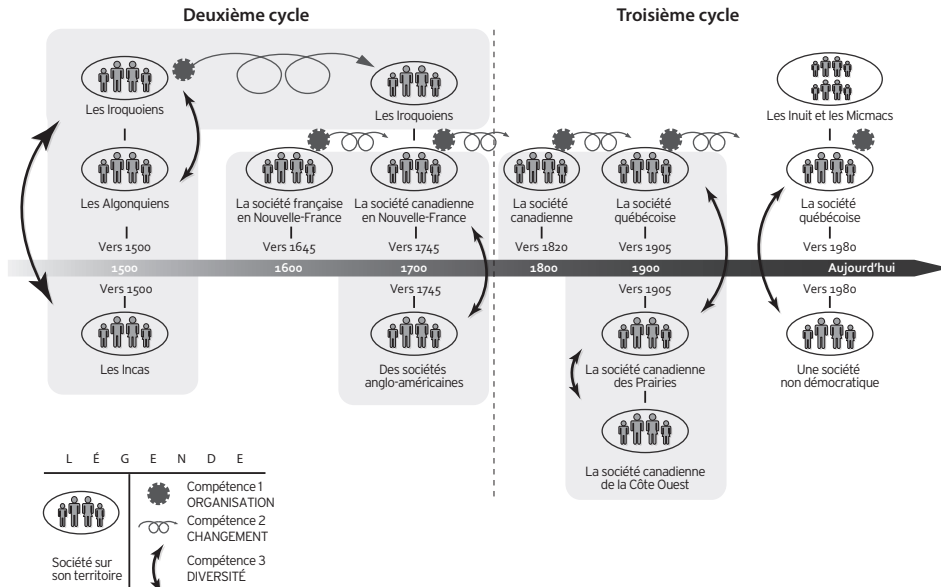 Deuxième cycle
Troisième cycle
Les Iroquoiens
Les Iroquoiens
Les Inuit et les Micmacs
Les Algonquiens
La société française
en Nouvelle-France
La société canadienne
en Nouvelle-France
La société
canadienne
La société
québécoise
La société
québécoise
Vers 1500
Vers 1645
Vers 1745
Vers 1820
Vers 1905
Vers 1980
1500
1600
1700
1800
1900
Aujourd'hui
Vers 1500
Vers 1745
Vers 1905
Vers 1980
Les Incas
Des sociétés
anglo-américaines
La société canadienne
des Prairies
Une société
non démocratique
La société canadienne
de la Côte Ouest
LÉGENDE
Société sur
son territoire
Compétence 1
ORGANISATION
Compétence 2
CHANGEMENT
Compétence 3
DIVERSITÉ